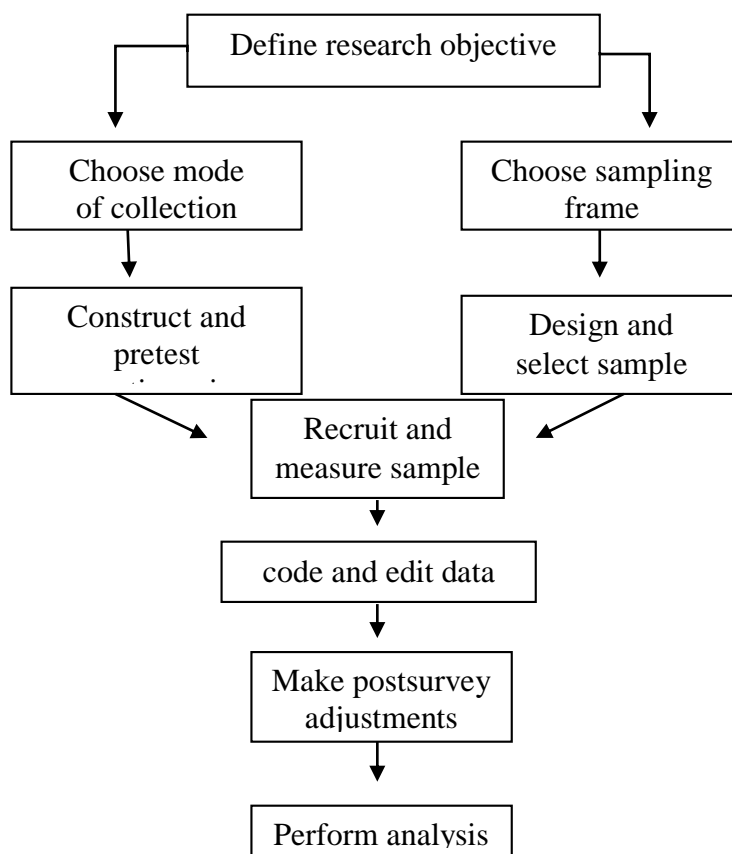 Define research objective
Choose mode
of collection
Choose sampling
frame
Construct and
pretest
Design and
select sample
Recruit and
measure sample
code and edit data
Make postsurvey
adjustments
Perform analysis